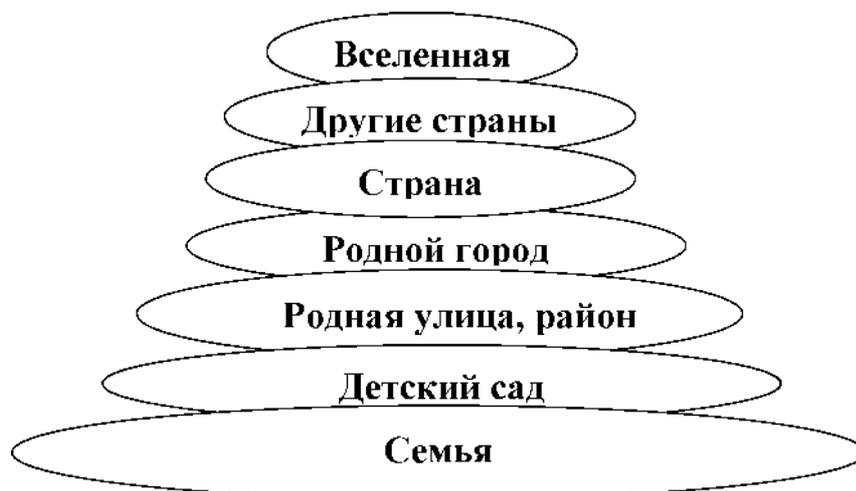 Вселенная
Другие страны
Страна
Родной город
Родная улица, район
Детский сад
Семья